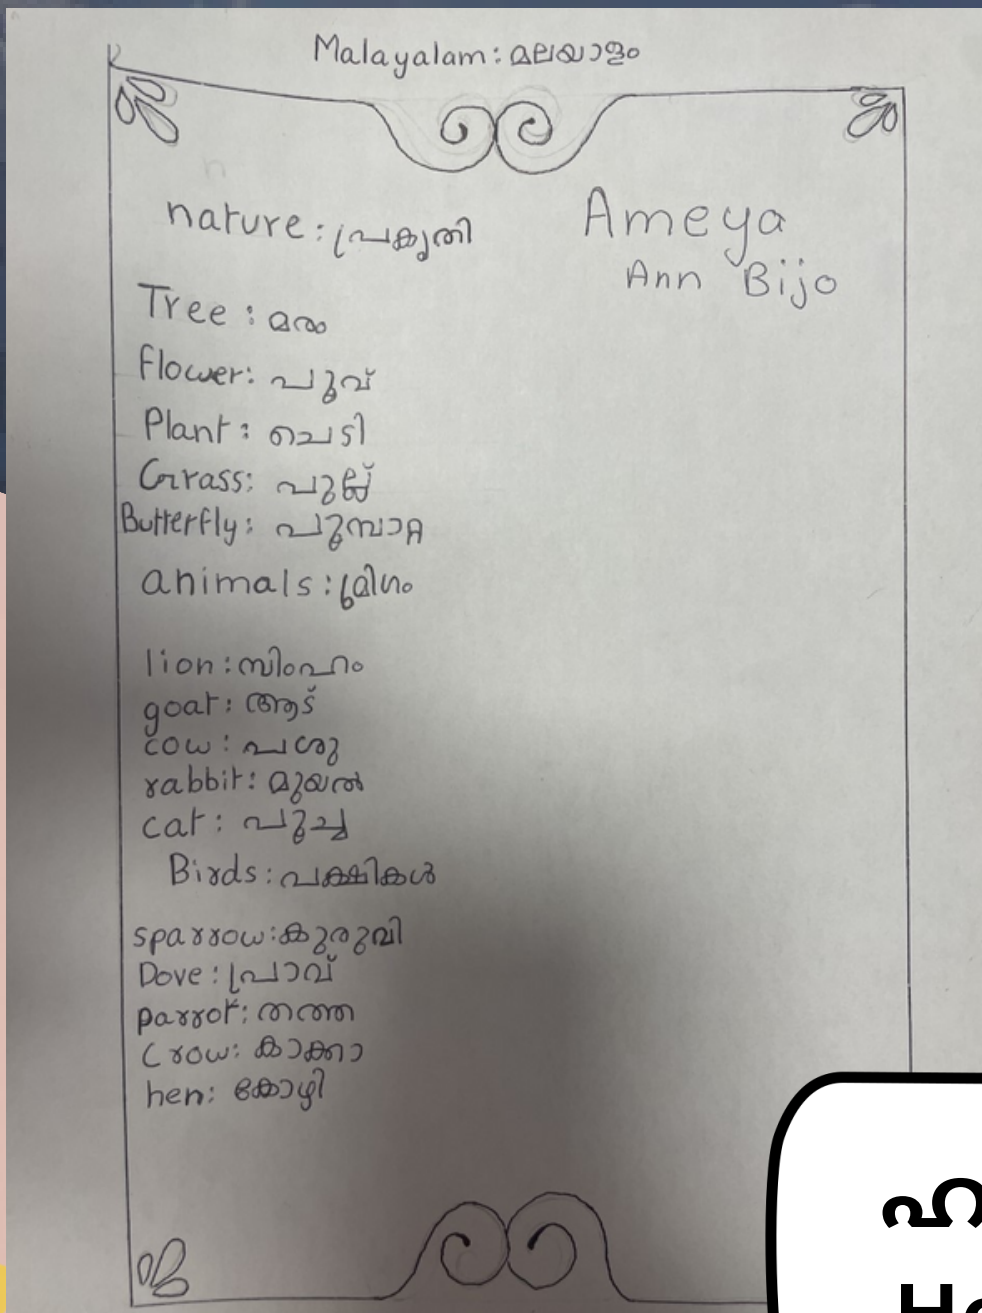 Malayalam: മലയാളം
nature: പ്രകൃതി
Ameya
Ann Bijo
Tree: മരം
flower: പൂവ്
Plant: ചെടി
Grass: പുല്ല്
Butterfly: പൂമ്പാറ്റ
animals: മ്രിഗം
lion: സിംഹം
goat: ആട്
cow: പശു
rabbit: മുയൽ
cat: പൂച്ച
Birds: പക്ഷികൾ
sparrow: കുരുവി
Dove: പ്രാവ്
parrot: തത്ത
Crow: കാക്കാ
hen: കോഴി